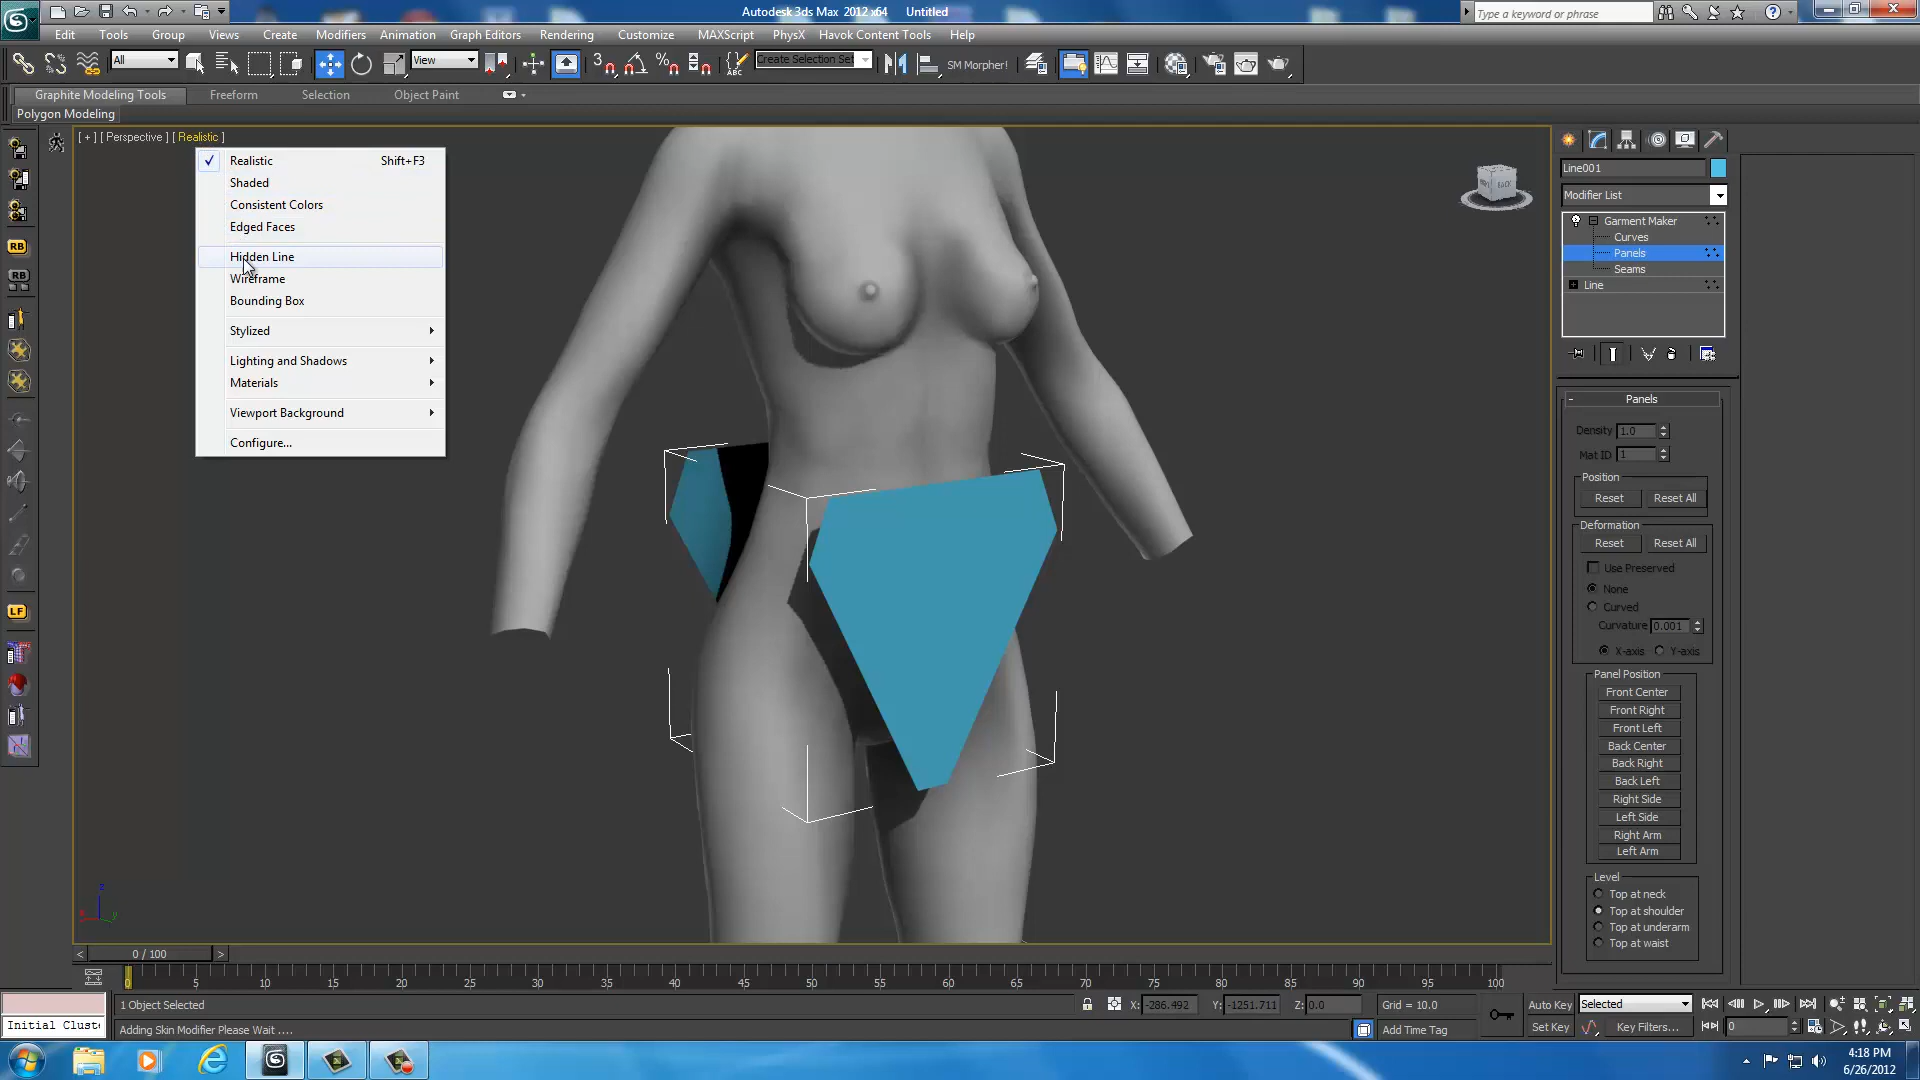 Autodesk 3ds Max 2012 x64 Untitled
Type a keyword or phrase
Edit Tools Group Views Create Modifiers Animation Graph Editors Rendering Customize MAXScript PhysX Havok Content Tools Help
All
View
3
ABC
Create Selection Set
SM Morpher!
Graphite Modeling Tools Freeform Selection Object Paint
Polygon Modeling
[ + ] [ Perspective ] [ Realistic ]
Realistic Shift+F3
Shaded
Consistent Colors
Edged Faces
Hidden Line
Wireframe
Bounding Box
Stylized
Lighting and Shadows
Materials
Viewport Background
Configure...
RB
RB
LF
BACK
z
x
y
Line001
Modifier List
Garment Maker
Curves
Panels
Seams
Line
- Panels
Density 1.0
Mat ID 1
Position
Reset Reset All
Deformation
Reset Reset All
Use Preserved
None
Curved
Curvature 0.001
X-axis Y-axis
Panel Position
Front Center
Front Right
Front Left
Back Center
Back Right
Back Left
Right Side
Left Side
Right Arm
Left Arm
Level
Top at neck
Top at shoulder
Top at underarm
Top at waist
< 0 / 100 >
0 5 10 15 20 25 30 35 40 45 50 55 60 65 70 75 80 85 90 95 100
1 Object Selected
X: -286.492 Y: -1251.711 Z: 0.0 Grid = 10.0
Auto Key Selected
Initial Cluste
Adding Skin Modifier Please Wait ....
Add Time Tag
Set Key Key Filters... 0
4:18 PM
6/26/2012